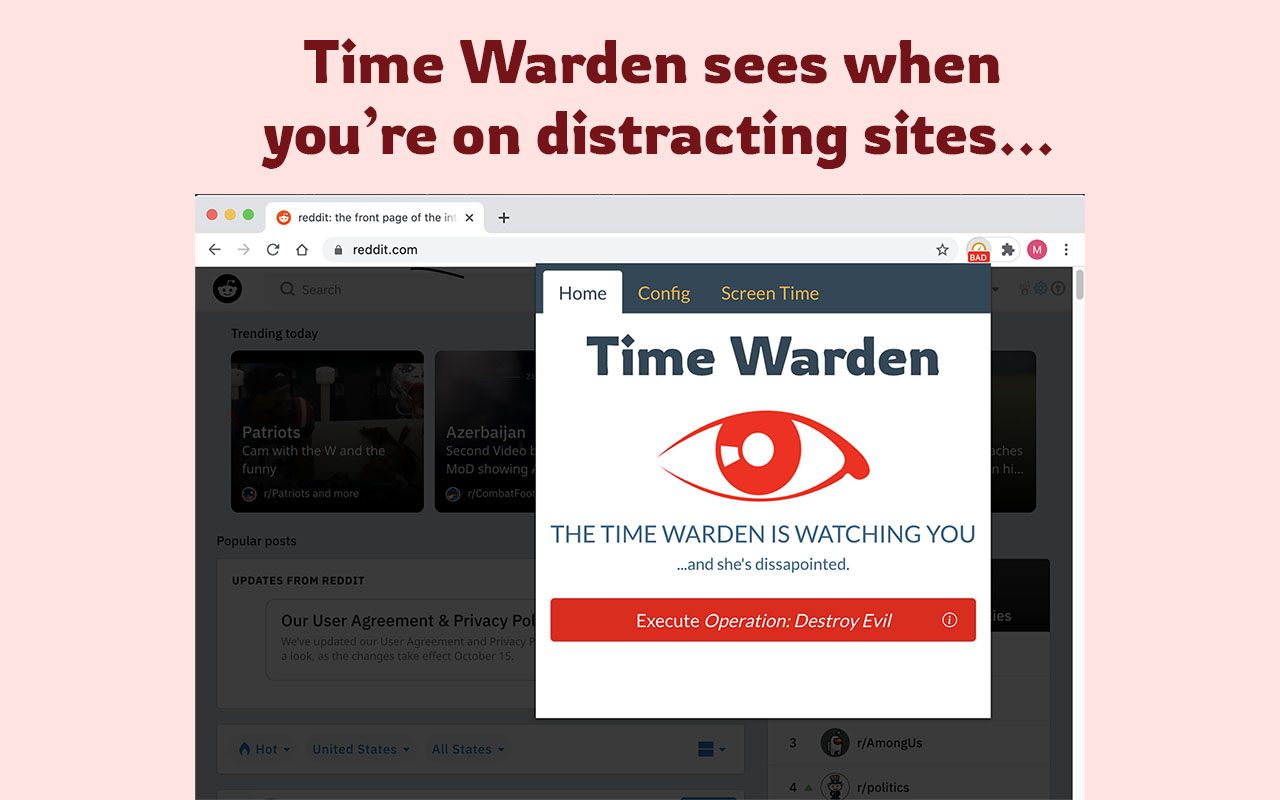 Time Warden sees when
you’re on distracting sites...
reddit: the front page of the int
reddit.com
BAD
M
Search
Home
Config
Screen Time
Trending today
Time Warden
Patriots
Cam with the W and the
funny
r/Patriots and more
Azerbaijan
Second Video b
MoD showing A
r/CombatFoot
aches
n hi...
THE TIME WARDEN IS WATCHING YOU
...and she's dissapointed.
Execute Operation: Destroy Evil
Popular posts
UPDATES FROM REDDIT
Our User Agreement & Privacy Pol
We've updated our User Agreement and Privacy P
a look, as the changes take effect October 15.
ies
Hot
United States
All States
3 r/AmongUs
4 r/politics